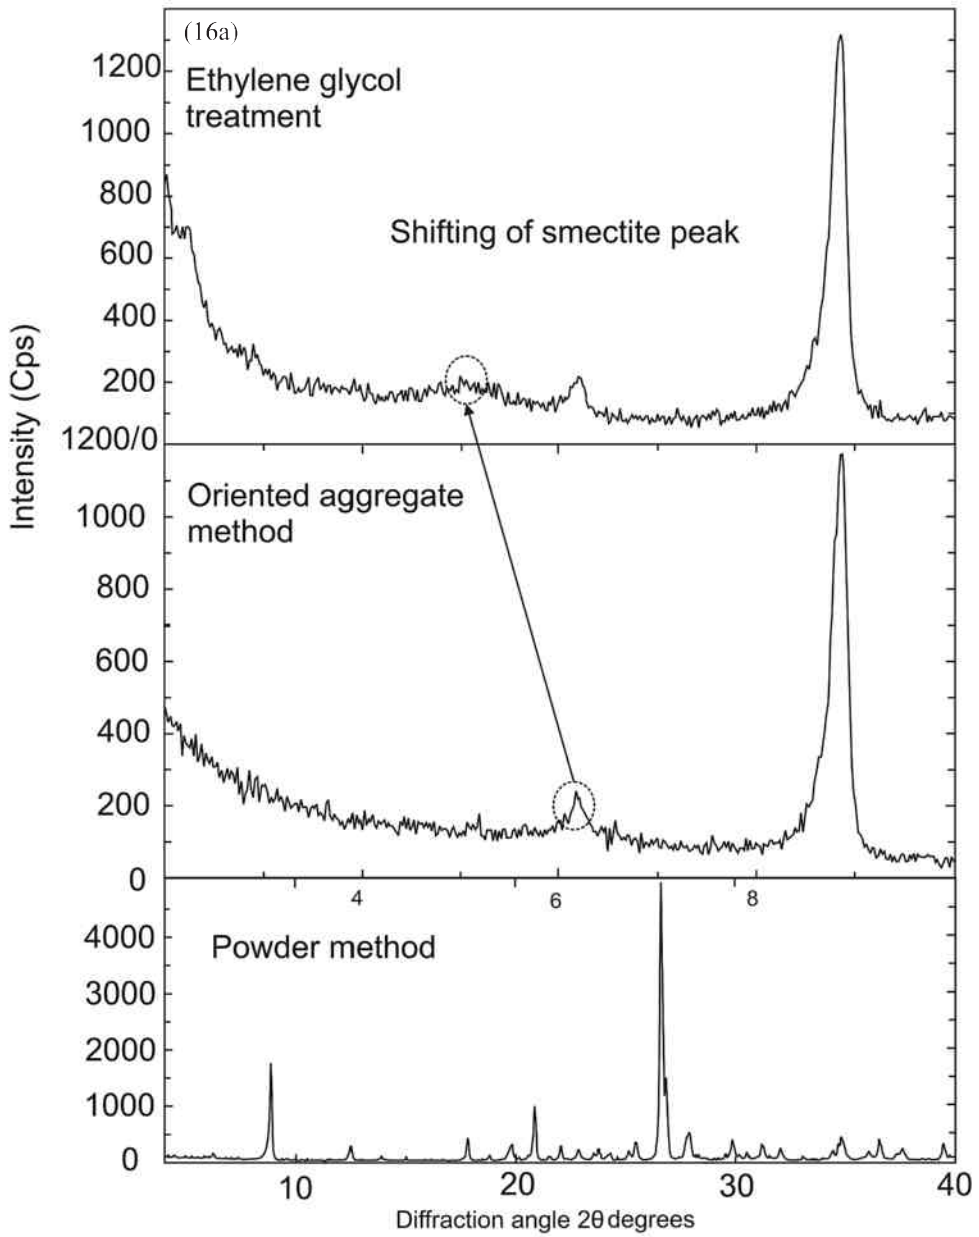 (16a)
Ethylene glycol
treatment
Shifting of smectite peak
1200
1000
800
600
400
200
1200/0
Intensity (Cps)
Oriented aggregate
method
1000
800
600
400
200
0
4
6
8
Powder method
4000
3000
2000
1000
0
10
20
30
40
Diffraction angle 2θ degrees